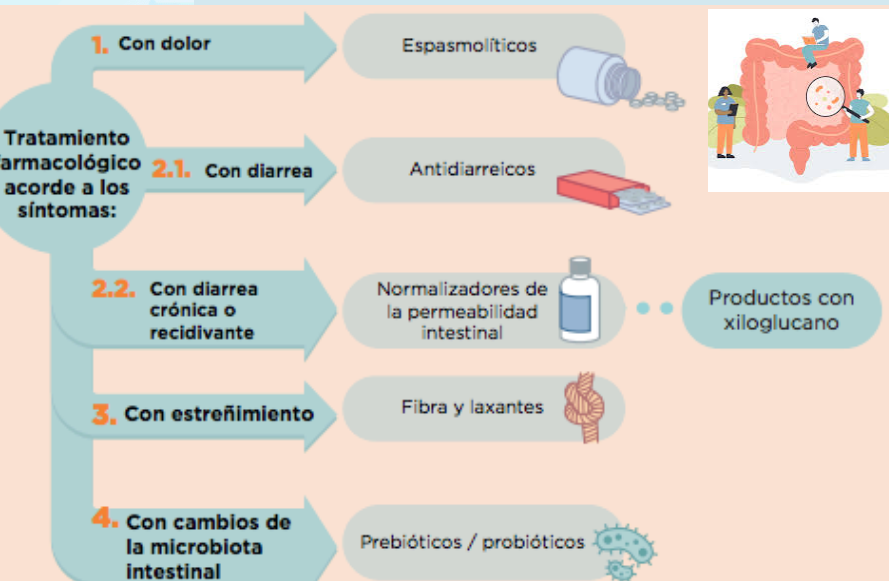 Tratamiento
farmacológico
acorde a los
síntomas:
1. Con dolor
Espasmolíticos
2.1. Con diarrea
Antidiarreicos
2.2. Con diarrea
crónica o
recidivante
Normalizadores de
la permeabilidad
intestinal
Productos con
xiloglucano
3. Con estreñimiento
Fibra y laxantes
4. Con cambios de
la microbiota
intestinal
Prebióticos / probióticos